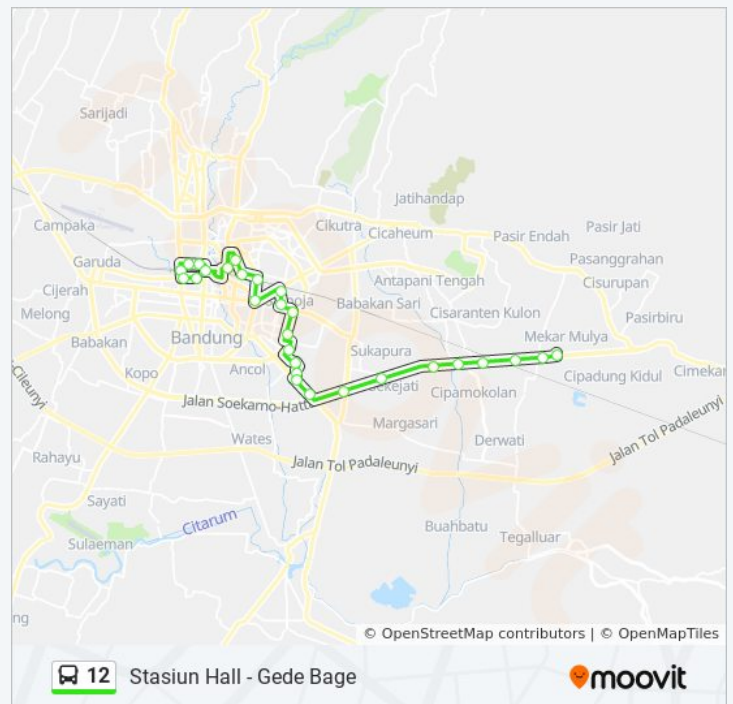 Sarijadi
Jatihandap
Campaka
Cikutra
Cicaheum
Pasir Endah
Pasir Jati
Garuda
Pasanggrahan
Cijerah
Antapani Tengah
Cisurupan
Melong
Babakan Sari
Cisaranten Kulon
Pasirbiru
Babakan
Bandung
Sukapura
Mekar Mulya
Kopo
Ancol
Cipadung Kidul
Cimekar
Cileunyi
Jalan Soekarno-Hatt
Cipamokolan
Margasari
Wates
Derwati
Rahayu
Jalan Tol Padaleunyi
Jalan Tol Padaleunyi
Sayati
Citarum
Buahbatu
Tegalluar
Sulaeman
ng
© OpenStreetMap contributors | © OpenMapTiles
12 Stasiun Hall - Gede Bage
moovit